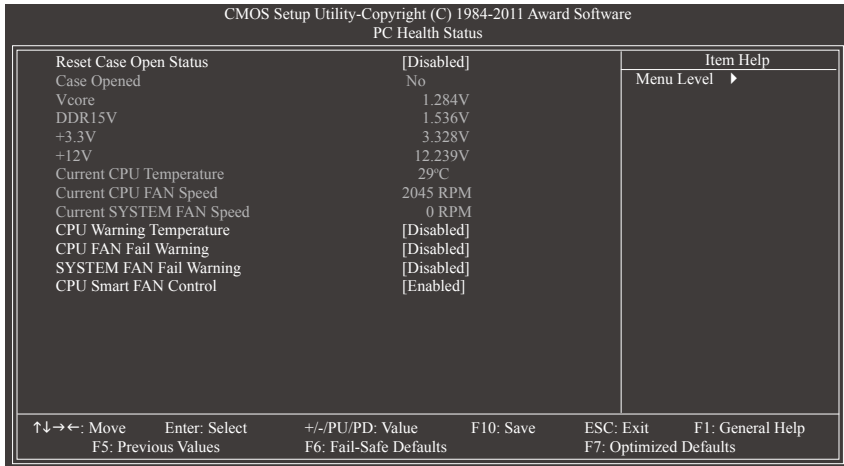 CMOS Setup Utility-Copyright (C) 1984-2011 Award Software
PC Health Status
Reset Case Open Status [Disabled]
Case Opened No
Vcore 1.284V
DDR15V 1.536V
+3.3V 3.328V
+12V 12.239V
Current CPU Temperature 29ºC
Current CPU FAN Speed 2045 RPM
Current SYSTEM FAN Speed 0 RPM
CPU Warning Temperature [Disabled]
CPU FAN Fail Warning [Disabled]
SYSTEM FAN Fail Warning [Disabled]
CPU Smart FAN Control [Enabled]
Item Help
Menu Level
↑↓→←: Move Enter: Select +/-/PU/PD: Value F10: Save ESC: Exit F1: General Help
F5: Previous Values F6: Fail-Safe Defaults F7: Optimized Defaults